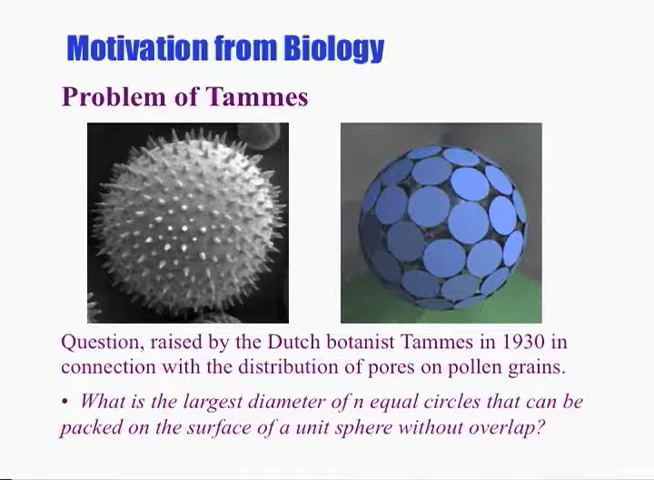 Motivation from Biology
Problem of Tammes
Question, raised by the Dutch botanist Tammes in 1930 in
connection with the distribution of pores on pollen grains.
• What is the largest diameter of n equal circles that can be
packed on the surface of a unit sphere without overlap?